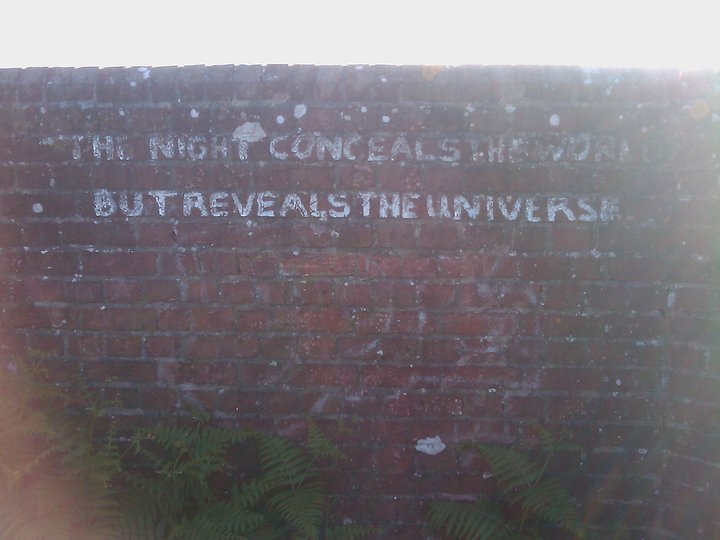 THE NIGHT CONCEALS THE WORLD
BUT REVEALS THE UNIVERSE